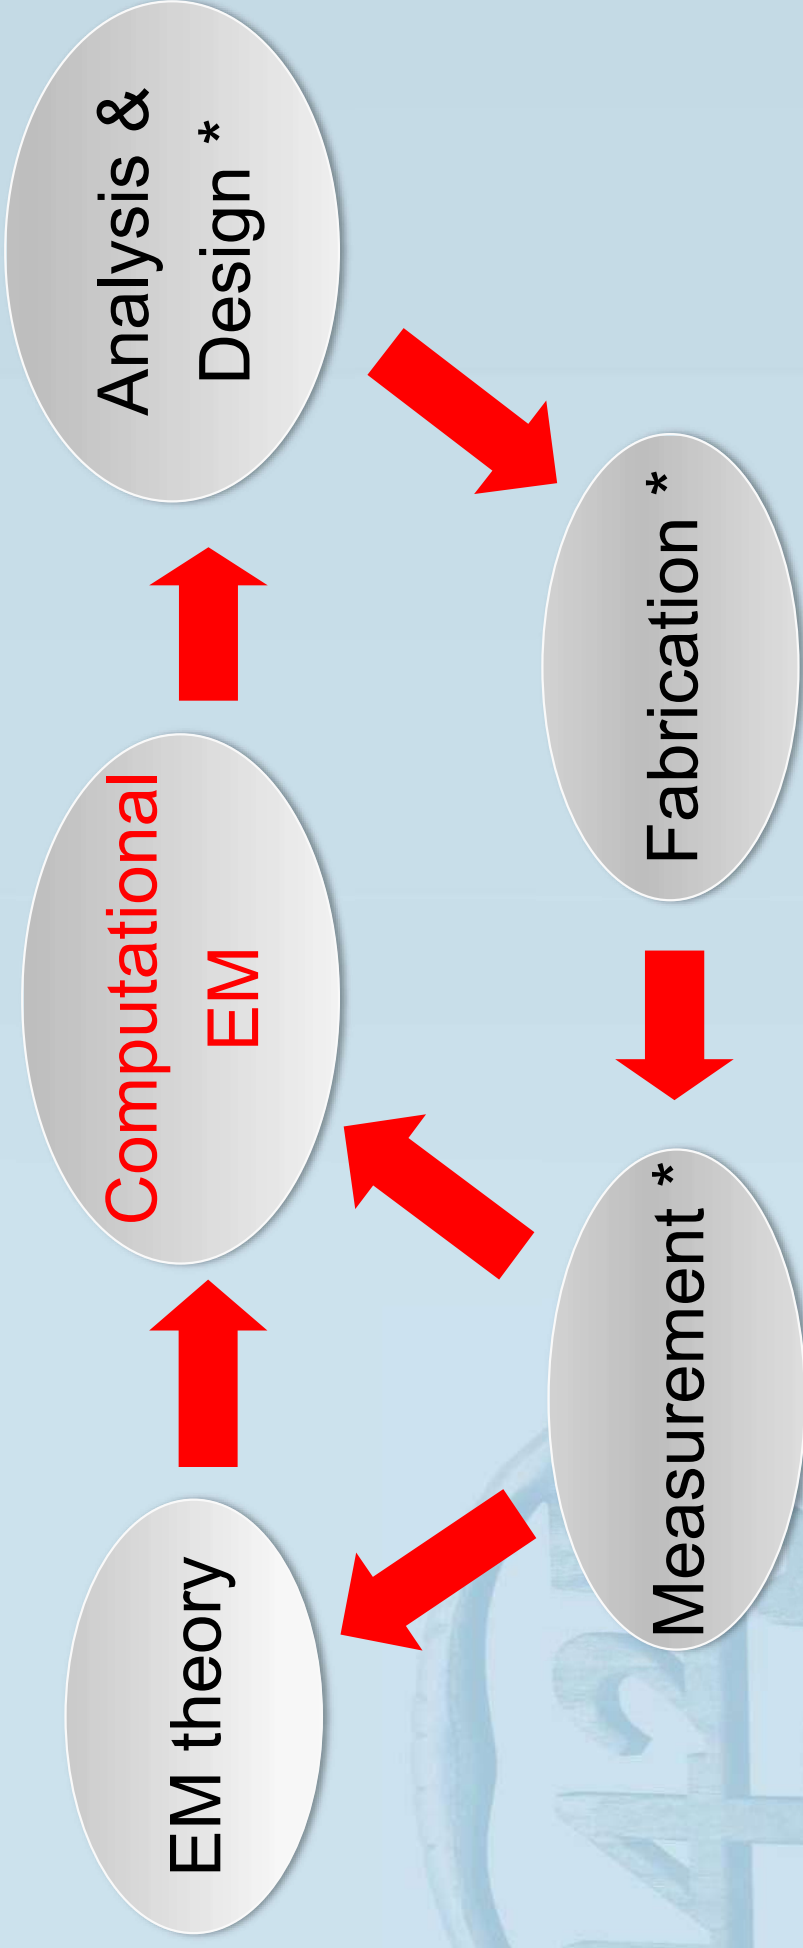 EM theory
Computational
EM
Analysis &
Design *
Measurement *
Fabrication *